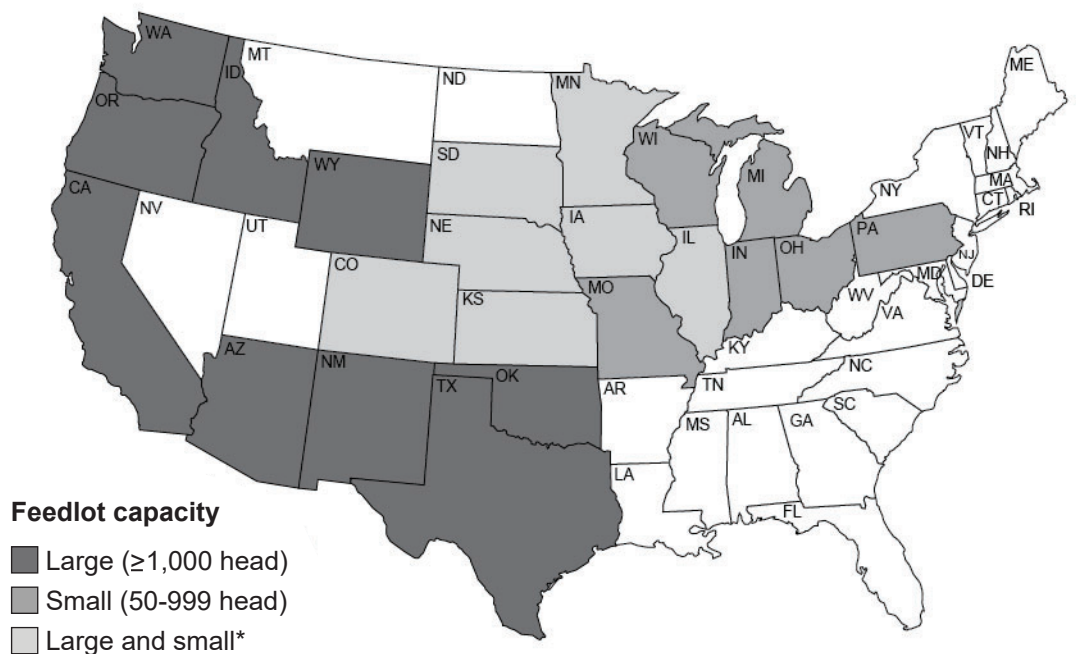 WA
MT
ME
ID
ND
MN
OR
VT
NH
WI
SD
WY
MI
MA
CA
NY
CT
NV
RI
IA
UT
NE
PA
IL
OH
IN
NJ
CO
MD
DE
MO
WV
KS
VA
KY
AZ
NM
NC
OK
TX
AR
TN
SC
MS
AL
GA
LA
FL
Feedlot capacity
Large (≥1,000 head)
Small (50-999 head)
Large and small*